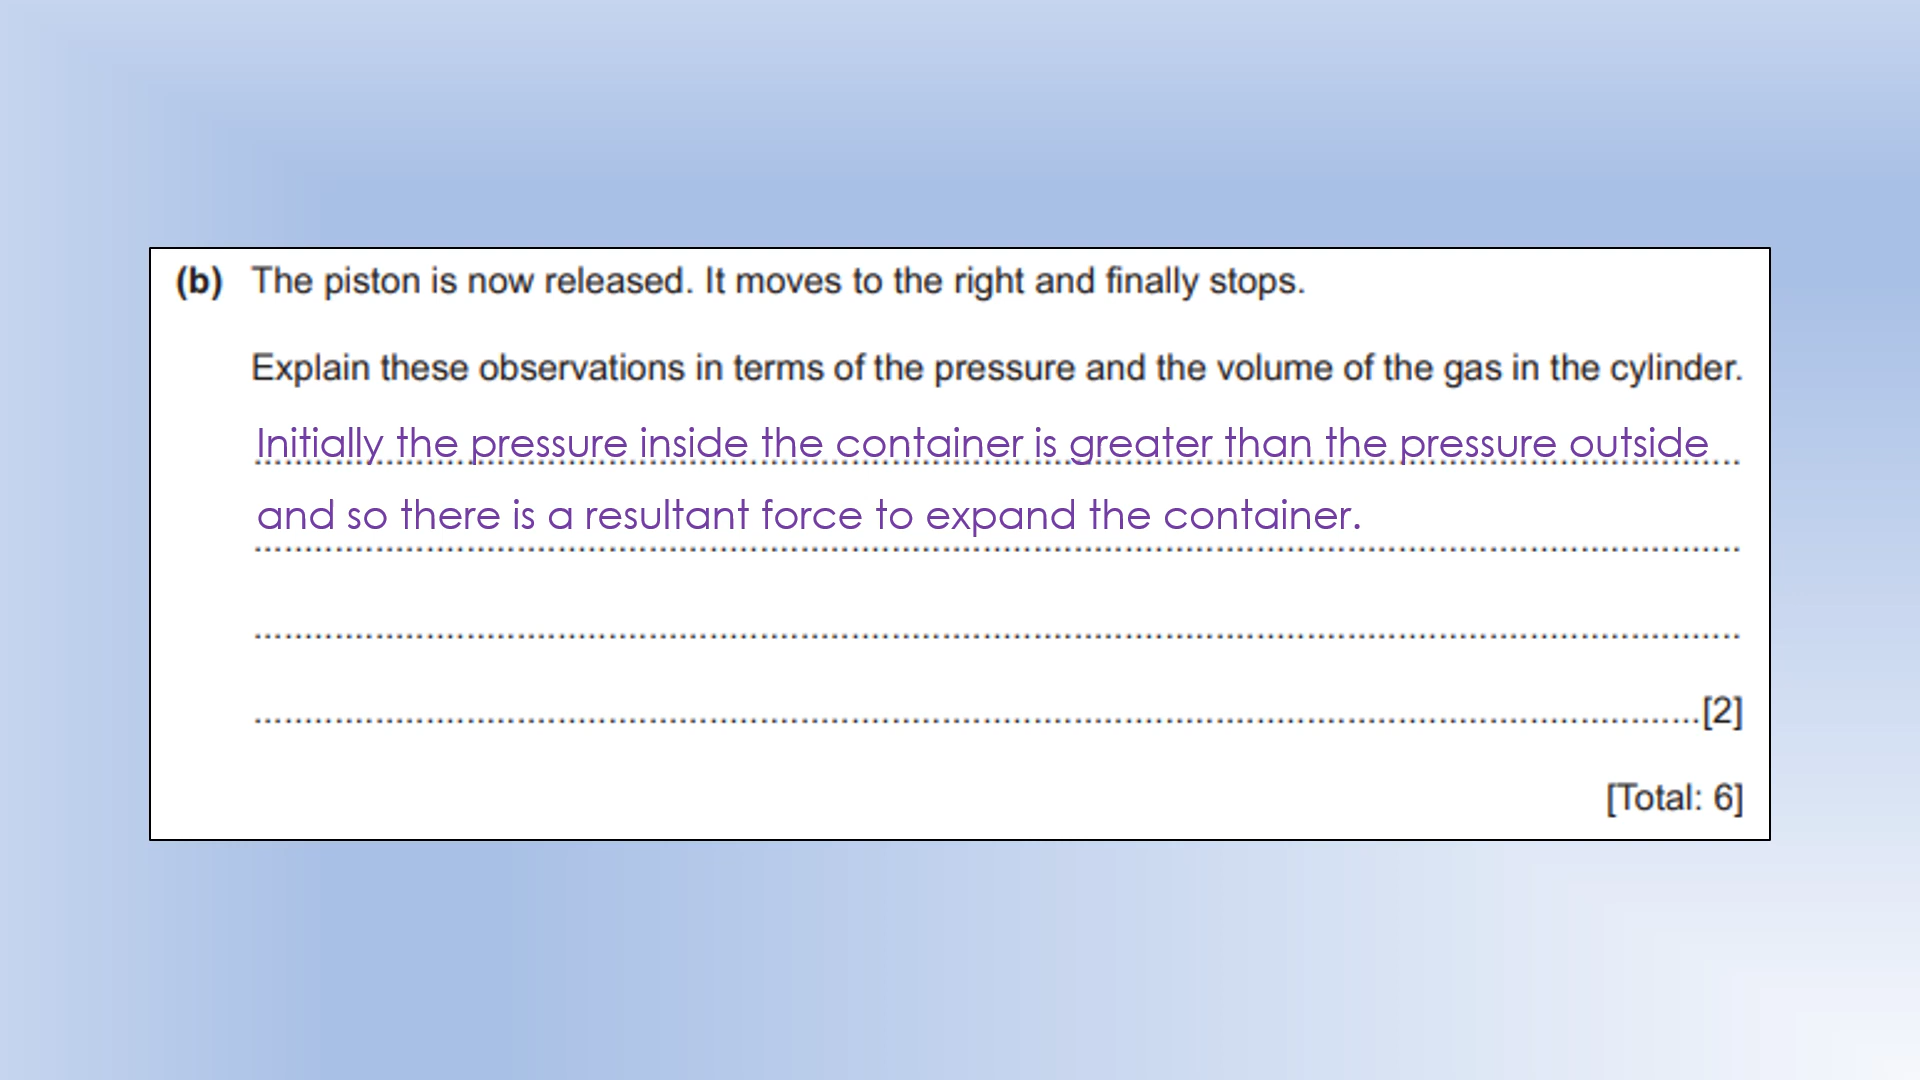 (b) The piston is now released. It moves to the right and finally stops.
Explain these observations in terms of the pressure and the volume of the gas in the cylinder.
Initially the pressure inside the container is greater than the pressure outside
and so there is a resultant force to expand the container.
[2]
[Total: 6]